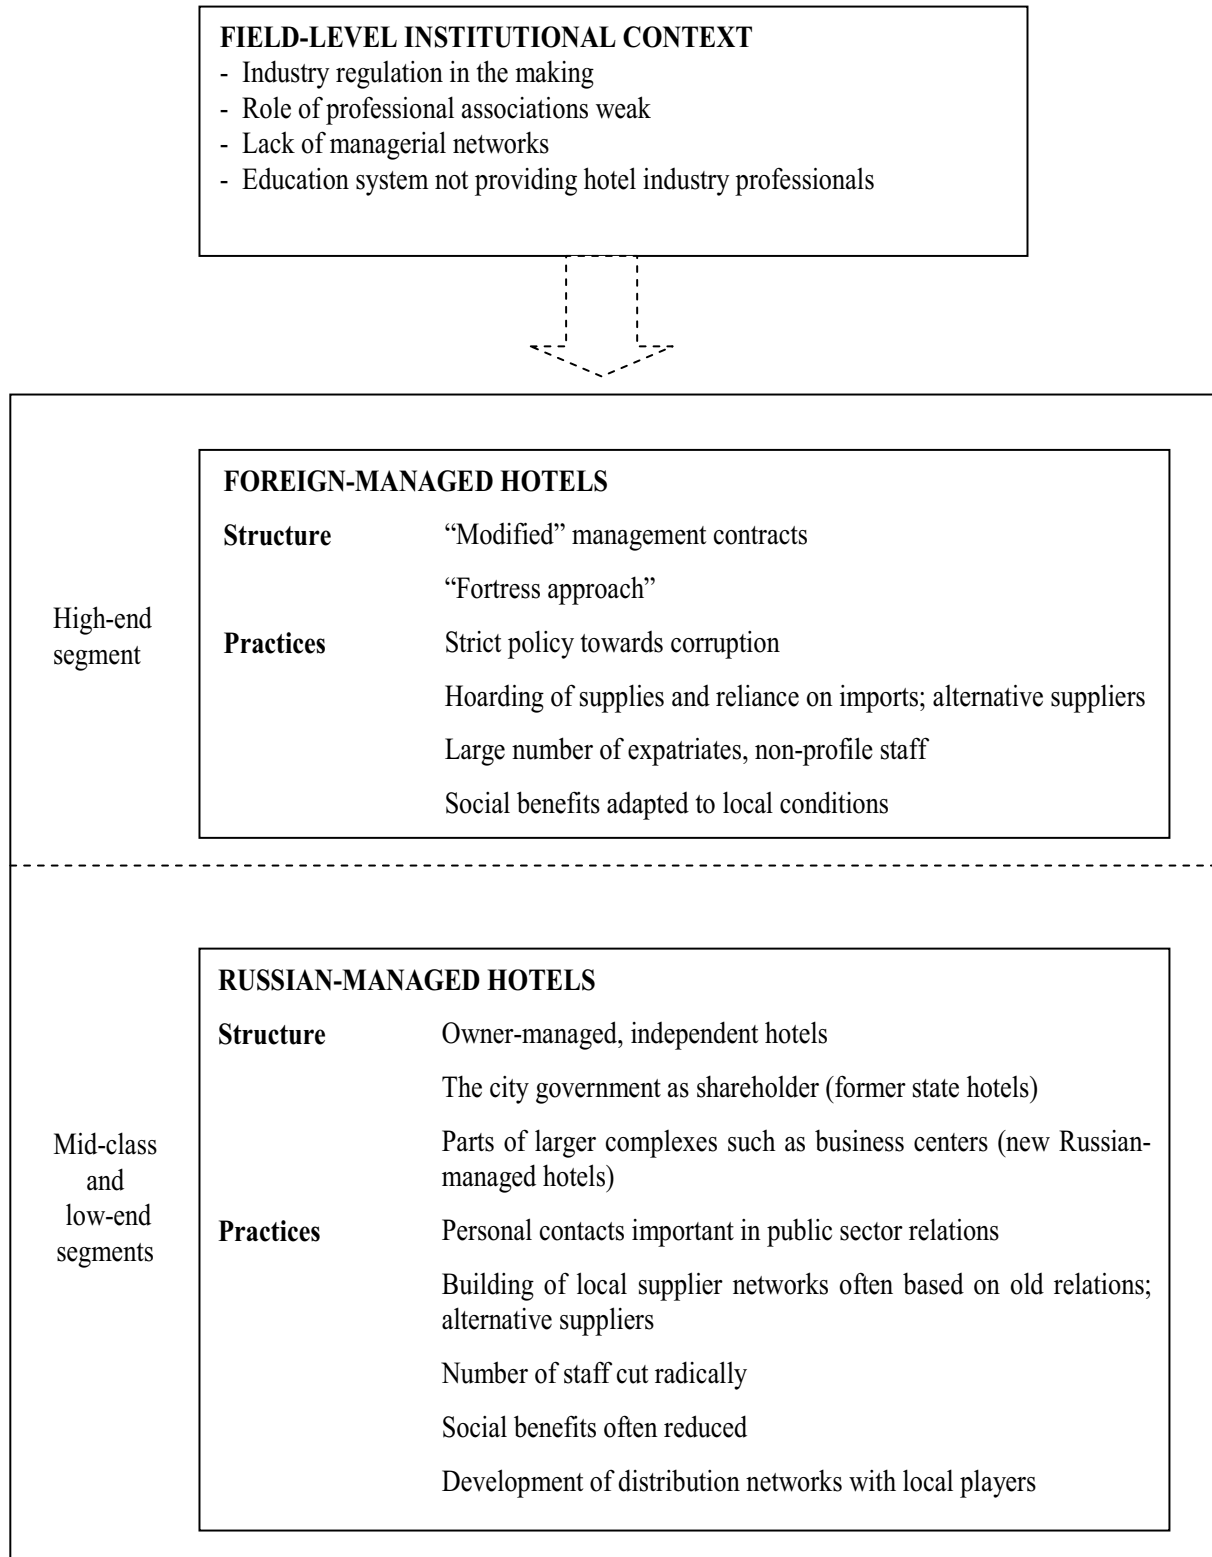 FIELD-LEVEL INSTITUTIONAL CONTEXT
- Industry regulation in the making
- Role of professional associations weak
- Lack of managerial networks
- Education system not providing hotel industry professionals
High-end
segment
FOREIGN-MANAGED HOTELS
Structure “Modified” management contracts
“Fortress approach”
Practices Strict policy towards corruption
Hoarding of supplies and reliance on imports; alternative suppliers
Large number of expatriates, non-profile staff
Social benefits adapted to local conditions
Mid-class
and
low-end
segments
RUSSIAN-MANAGED HOTELS
Structure Owner-managed, independent hotels
The city government as shareholder (former state hotels)
Parts of larger complexes such as business centers (new Russian-
managed hotels)
Practices Personal contacts important in public sector relations
Building of local supplier networks often based on old relations;
alternative suppliers
Number of staff cut radically
Social benefits often reduced
Development of distribution networks with local players